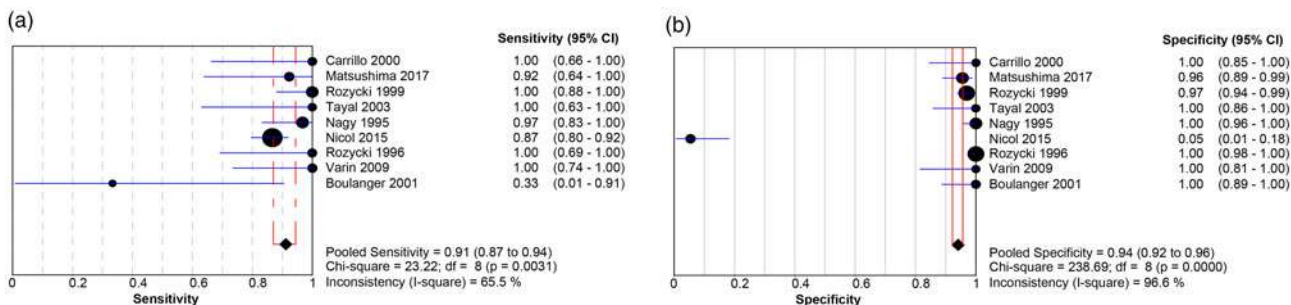 (a)
Sensitivity (95% CI)
Carrillo 2000 1.00 (0.66 - 1.00)
Matsushima 2017 0.92 (0.64 - 1.00)
Rozycki 1999 1.00 (0.88 - 1.00)
Tayal 2003 1.00 (0.63 - 1.00)
Nagy 1995 0.97 (0.83 - 1.00)
Nicol 2015 0.87 (0.80 - 0.92)
Rozycki 1996 1.00 (0.69 - 1.00)
Varin 2009 1.00 (0.74 - 1.00)
Boulanger 2001 0.33 (0.01 - 0.91)
Pooled Sensitivity = 0.91 (0.87 to 0.94)
Chi-square = 23.22; df = 8 (p = 0.0031)
Inconsistency (I-square) = 65.5 %
0 0.2 0.4 0.6 0.8 1
Sensitivity
(b)
Specificity (95% CI)
Carrillo 2000 1.00 (0.85 - 1.00)
Matsushima 2017 0.96 (0.89 - 0.99)
Rozycki 1999 0.97 (0.94 - 0.99)
Tayal 2003 1.00 (0.86 - 1.00)
Nagy 1995 1.00 (0.96 - 1.00)
Nicol 2015 0.05 (0.01 - 0.18)
Rozycki 1996 1.00 (0.98 - 1.00)
Varin 2009 1.00 (0.81 - 1.00)
Boulanger 2001 1.00 (0.89 - 1.00)
Pooled Specificity = 0.94 (0.92 to 0.96)
Chi-square = 238.69; df = 8 (p = 0.0000)
Inconsistency (I-square) = 96.6 %
0 0.2 0.4 0.6 0.8 1
Specificity